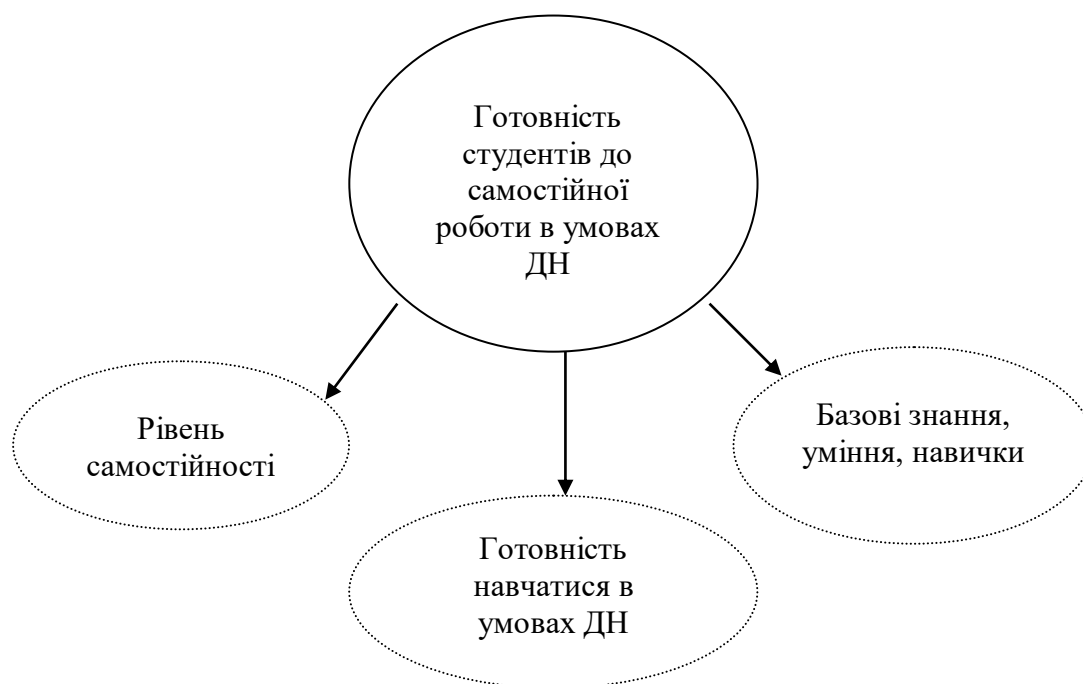 Готовність
студентів до
самостійної
роботи в умовах
ДН
Рівень
самостійності
Готовність
навчатися в
умовах ДН
Базові знання,
уміння, навички